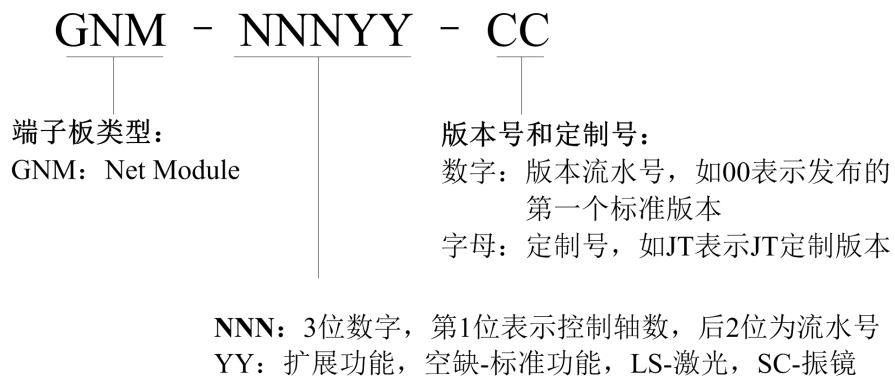 GNM - NNNYY - CC
端子板类型：
GNM：Net Module
版本号和定制号：
数字：版本流水号，如00表示发布的
第一个标准版本
字母：定制号，如JT表示JT定制版本
NNN：3位数字，第1位表示控制轴数，后2位为流水号
YY：扩展功能，空缺-标准功能，LS-激光，SC-振镜